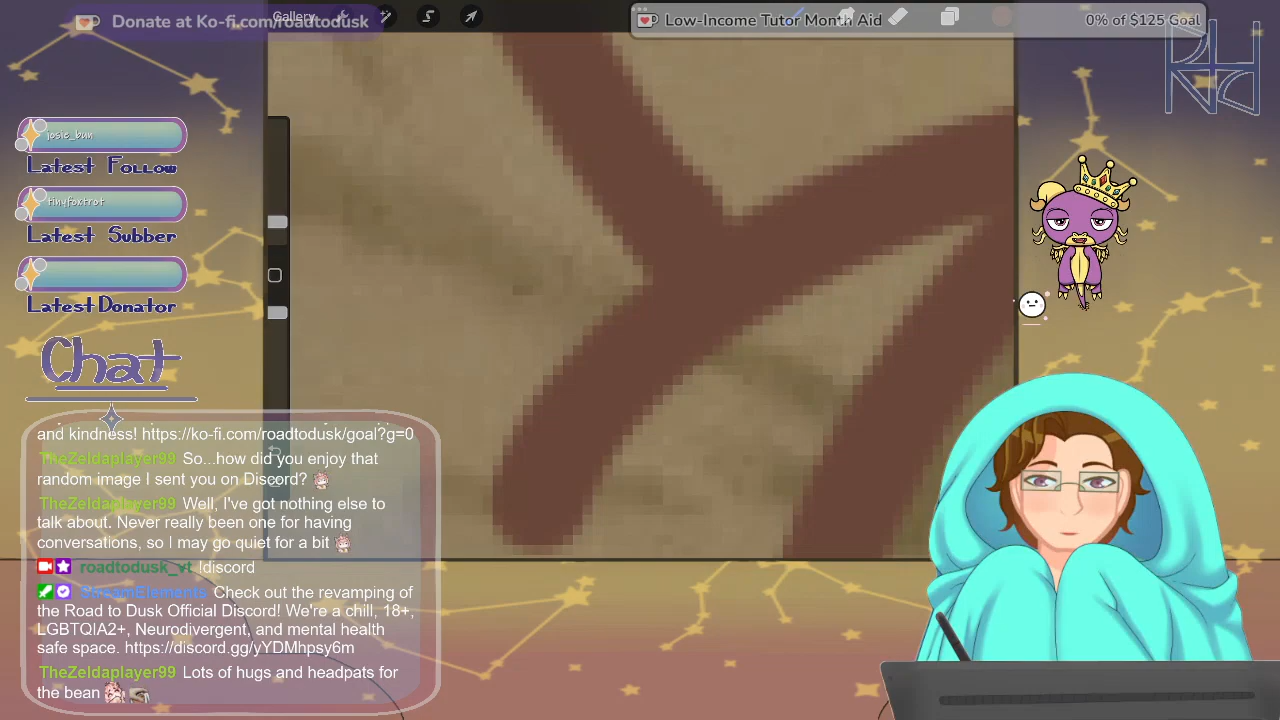 Donate at Ko-fi.com/roadtodusk
Gallery
Low-Income Tutor Month Aid
0% of $125 Goal
josie_bun
Latest Follow
tinyfoxtrot
Latest Subber
Latest Donator
Chat
and kindness! https://ko-fi.com/roadtodusk/goal?g=0
TheZeldaplayer99 So...how did you enjoy that
random image I sent you on Discord?
TheZeldaplayer99 Well, I've got nothing else to
talk about. Never really been one for having
conversations, so I may go quiet for a bit
roadtodusk_vt !discord
StreamElements Check out the revamping of
the Road to Dusk Official Discord! We're a chill, 18+,
LGBTQIA2+, Neurodivergent, and mental health
safe space. https://discord.gg/yYDMhpsy6m
TheZeldaplayer99 Lots of hugs and headpats for
the bean